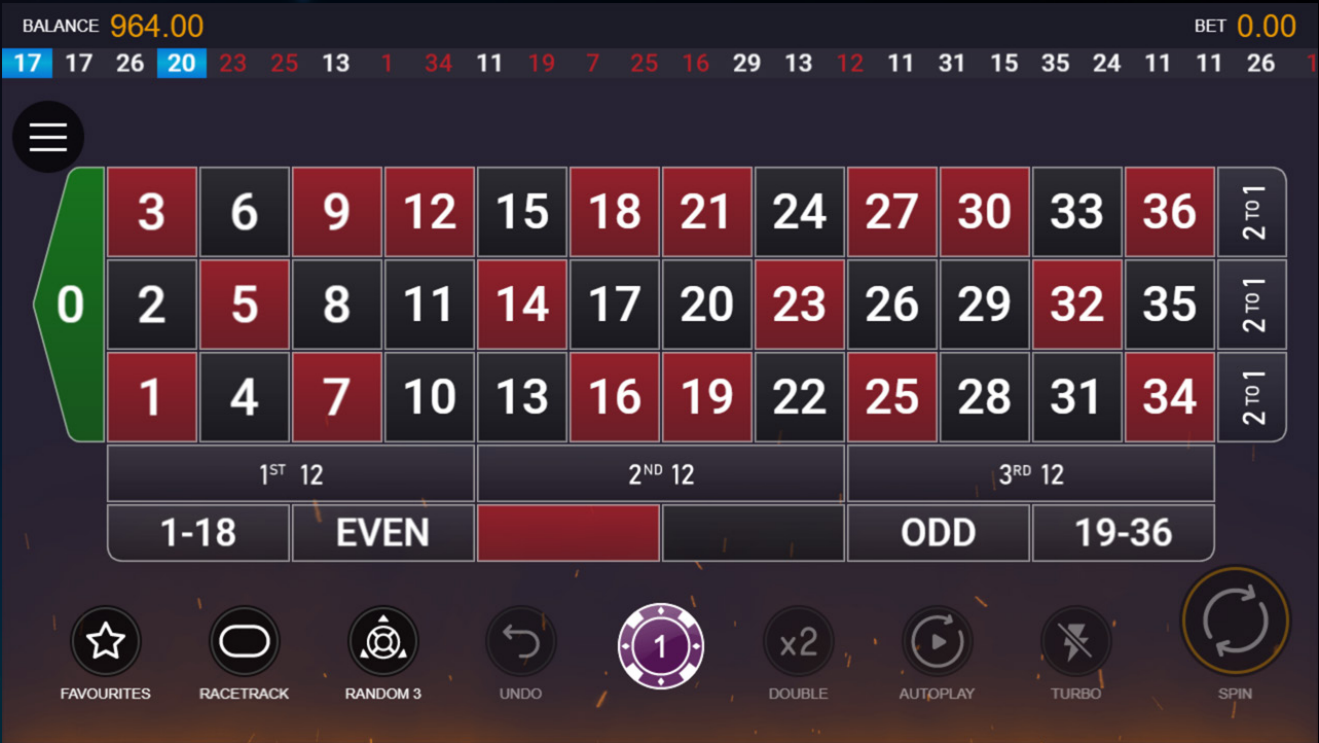 BALANCE 964.00 BET 0.00
17 17 26 20 23 25 13 1 34 11 19 7 25 16 29 13 12 11 31 15 35 24 11 11 26
3 6 9 12 15 18 21 24 27 30 33 36 2 TO 1
0 2 5 8 11 14 17 20 23 26 29 32 35 2 TO 1
1 4 7 10 13 16 19 22 25 28 31 34 2 TO 1
1ST 12 2ND 12 3RD 12
1-18 EVEN ODD 19-36
1 x2
FAVOURITES RACETRACK RANDOM 3 UNDO DOUBLE AUTOPLAY TURBO SPIN